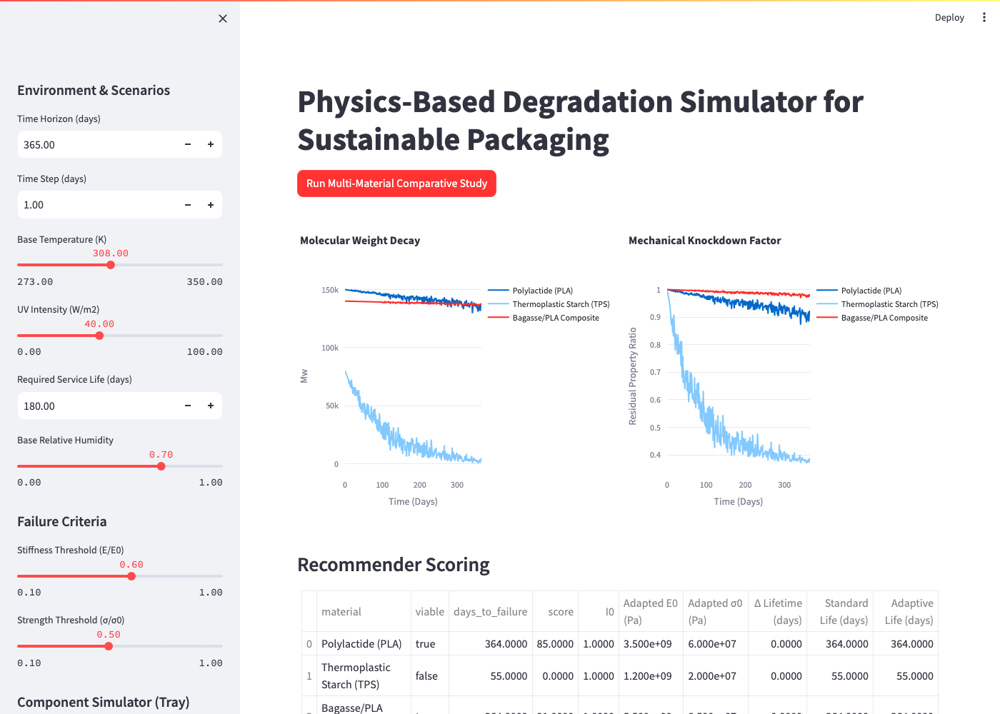 Deploy
Environment & Scenarios
Time Horizon (days)
365.00
Time Step (days)
1.00
Base Temperature (K)
308.00
273.00 350.00
UV Intensity (W/m2)
40.00
0.00 100.00
Required Service Life (days)
180.00
Base Relative Humidity
0.70
0.00 1.00
Failure Criteria
Stiffness Threshold (E/E0)
0.60
0.10 1.00
Strength Threshold (σ/σ0)
0.50
0.10 1.00
Component Simulator (Tray)
Physics-Based Degradation Simulator for
Sustainable Packaging
Run Multi-Material Comparative Study
Molecular Weight Decay
150k
100k
50k
0
Mw
0 100 200 300
Time (Days)
Polylactide (PLA)
Thermoplastic Starch (TPS)
Bagasse/PLA Composite
Mechanical Knockdown Factor
1
0.9
0.8
0.7
0.6
0.5
0.4
Residual Property Ratio
0 100 200 300
Time (Days)
Polylactide (PLA)
Thermoplastic Starch (TPS)
Bagasse/PLA Composite
Recommender Scoring
material viable days_to_failure score I0 Adapted E0 (Pa) Adapted σ0 (Pa) Δ Lifetime (days) Standard Life (days) Adaptive Life (days)
0 Polylactide (PLA) true 364.0000 85.0000 1.0000 3.500e+09 6.000e+07 0.0000 364.0000 364.0000
1 Thermoplastic Starch (TPS) false 55.0000 0.0000 1.0000 1.200e+09 2.000e+07 0.0000 55.0000 55.0000
Bagasse/PLA